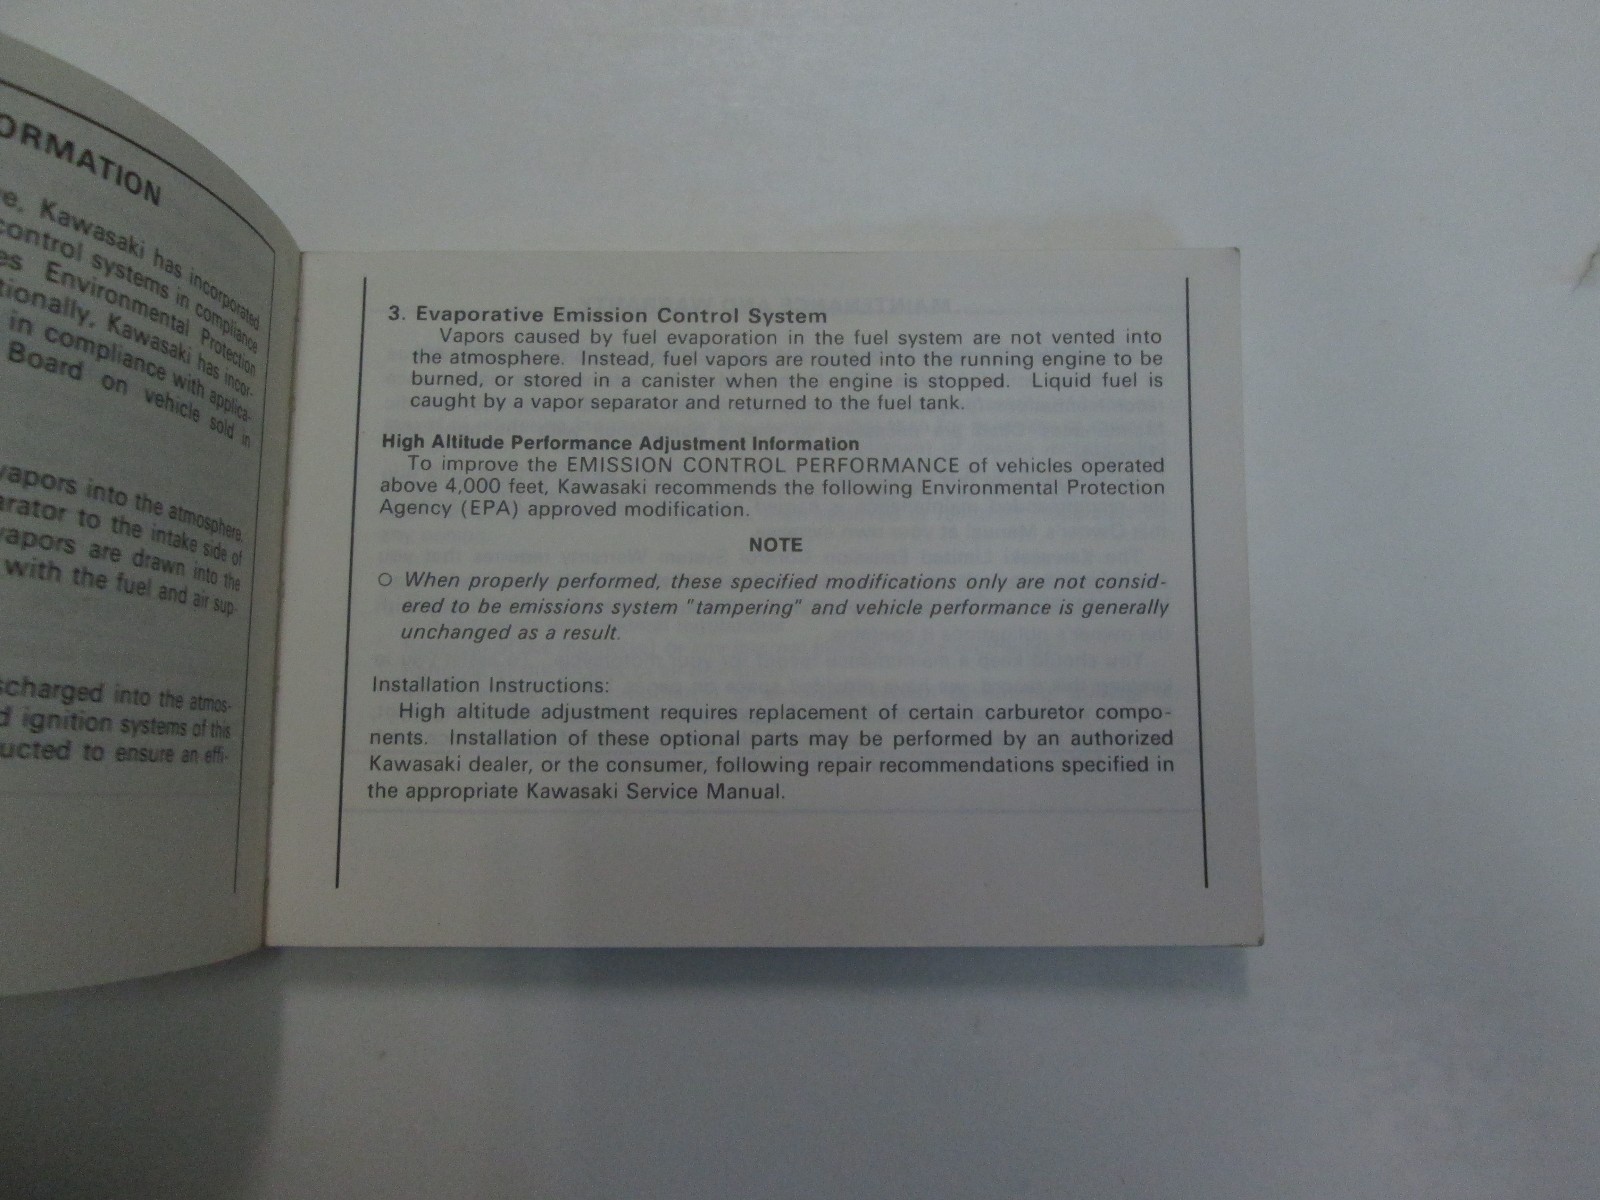 ORMATION
e, Kawasaki has incorporated
control systems in compliance
es Environmental Protection
tionally, Kawasaki has incor-
in compliance with applica-
Board on vehicle sold in
vapors into the atmosphere.
arator to the intake side of
vapors are drawn into the
with the fuel and air sup-
scharged into the atmos-
d ignition systems of this
ucted to ensure an effi-
3. Evaporative Emission Control System
Vapors caused by fuel evaporation in the fuel system are not vented into
the atmosphere. Instead, fuel vapors are routed into the running engine to be
burned, or stored in a canister when the engine is stopped. Liquid fuel is
caught by a vapor separator and returned to the fuel tank.
High Altitude Performance Adjustment Information
To improve the EMISSION CONTROL PERFORMANCE of vehicles operated
above 4,000 feet, Kawasaki recommends the following Environmental Protection
Agency (EPA) approved modification.
NOTE
○ When properly performed, these specified modifications only are not consid-
ered to be emissions system "tampering" and vehicle performance is generally
unchanged as a result.
Installation Instructions:
High altitude adjustment requires replacement of certain carburetor compo-
nents. Installation of these optional parts may be performed by an authorized
Kawasaki dealer, or the consumer, following repair recommendations specified in
the appropriate Kawasaki Service Manual.